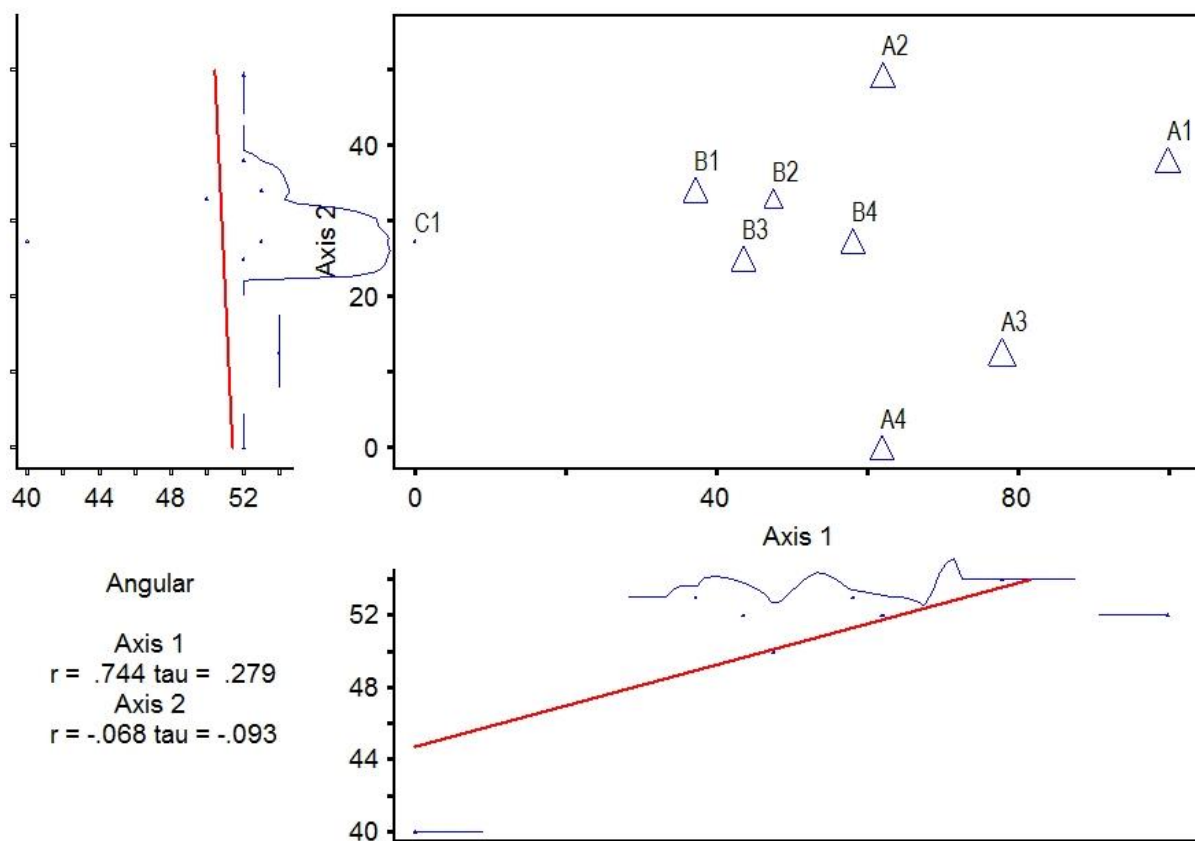 A2
A1
40
B1
B2
B4
B3
Axis 2
C1
20
A3
A4
0
40 44 48 52
0 40 80
Axis 1
Angular
Axis 1
r = .744 tau = .279
Axis 2
r = -.068 tau = -.093
52
48
44
40